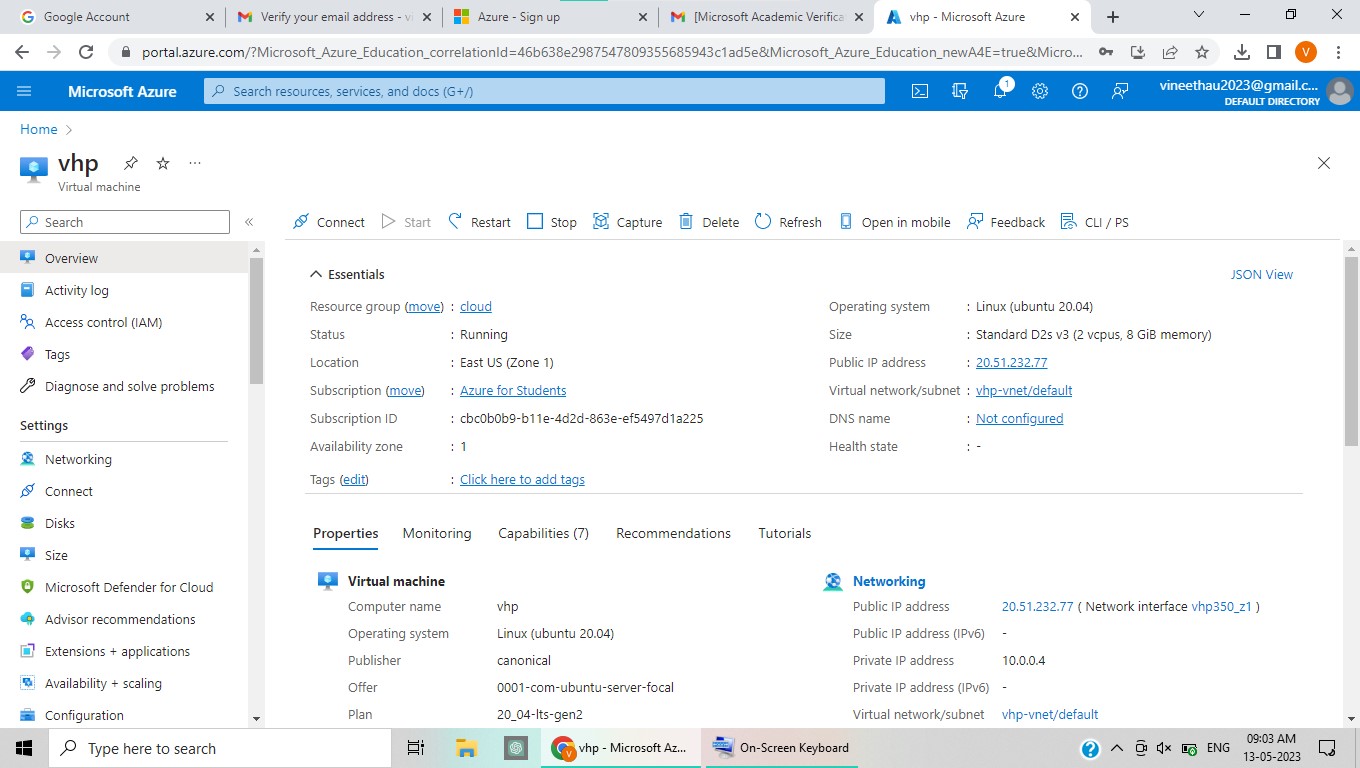 Google Account
Verify your email address - vi
Azure - Sign up
[Microsoft Academic Verifica
vhp - Microsoft Azure
portal.azure.com/?Microsoft_Azure_Education_correlationId=46b638e2987547809355685943c1ad5e&Microsoft_Azure_Education_newA4E=true&Micro...
V
Microsoft Azure
Search resources, services, and docs (G+/)
1
vineethau2023@gmail.c...
DEFAULT DIRECTORY
Home
vhp
Virtual machine
Search
Connect Start Restart Stop Capture Delete Refresh Open in mobile Feedback CLI / PS
Overview
Activity log
Access control (IAM)
Tags
Diagnose and solve problems
Settings
Networking
Connect
Disks
Size
Microsoft Defender for Cloud
Advisor recommendations
Extensions + applications
Availability + scaling
Configuration
Essentials
JSON View
Resource group (move) : cloud
Status : Running
Location : East US (Zone 1)
Subscription (move) : Azure for Students
Subscription ID : cbc0b0b9-b11e-4d2d-863e-ef5497d1a225
Availability zone : 1
Tags (edit) : Click here to add tags
Operating system : Linux (ubuntu 20.04)
Size : Standard D2s v3 (2 vcpus, 8 GiB memory)
Public IP address : 20.51.232.77
Virtual network/subnet : vhp-vnet/default
DNS name : Not configured
Health state : -
Properties Monitoring Capabilities (7) Recommendations Tutorials
Virtual machine
Computer name vhp
Operating system Linux (ubuntu 20.04)
Publisher canonical
Offer 0001-com-ubuntu-server-focal
Plan 20_04-lts-gen2
Networking
Public IP address 20.51.232.77 ( Network interface vhp350_z1 )
Public IP address (IPv6) -
Private IP address 10.0.0.4
Private IP address (IPv6) -
Virtual network/subnet vhp-vnet/default
Type here to search
V
vhp - Microsoft Az...
On-Screen Keyboard
ENG
09:03 AM
13-05-2023